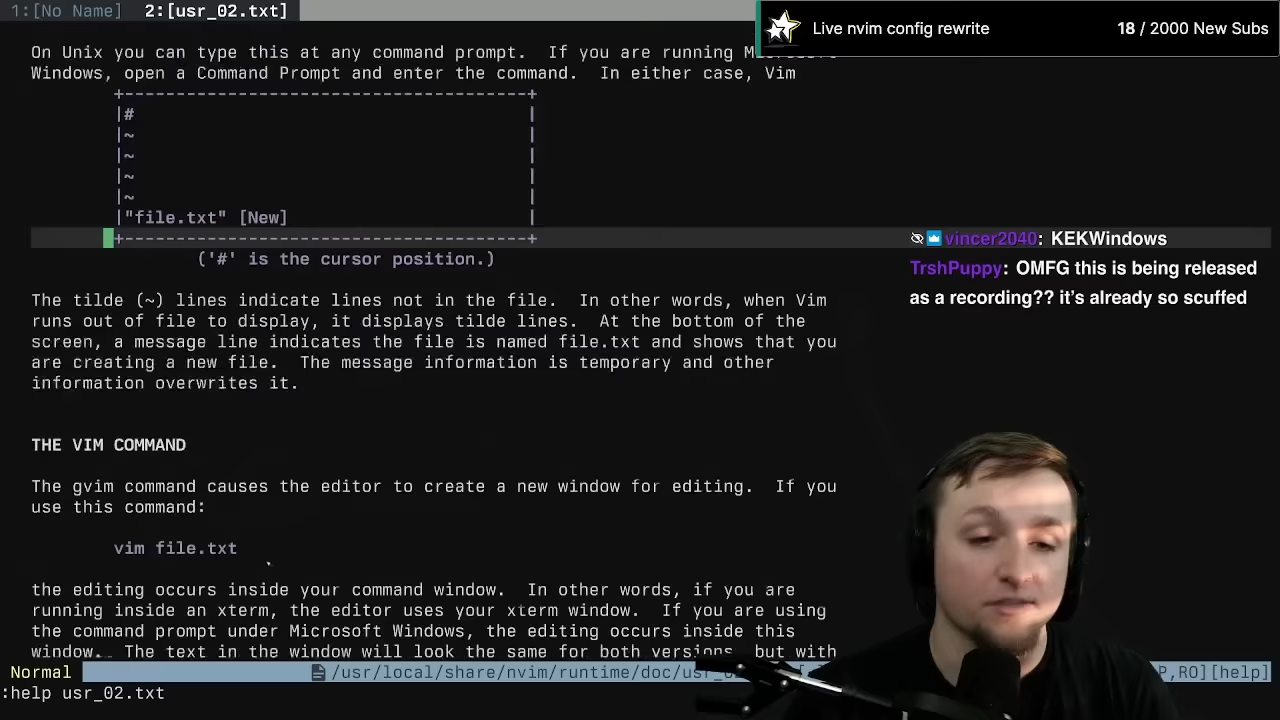 1:[No Name]  2:[usr_02.txt]
Live nvim config rewrite
18 / 2000 New Subs
On Unix you can type this at any command prompt.  If you are running
Windows, open a Command Prompt and enter the command.  In either case, Vim
+---------------------------------------+
|#                                      |
|~                                      |
|~                                      |
|~                                      |
|~                                      |
|"file.txt" [New]                       |
+---------------------------------------+
('#' is the cursor position.)
vincer2040: KEKWindows
TrshPuppy: OMFG this is being released
as a recording?? it's already so scuffed
The tilde (~) lines indicate lines not in the file.  In other words, when Vim
runs out of file to display, it displays tilde lines.  At the bottom of the
screen, a message line indicates the file is named file.txt and shows that you
are creating a new file.  The message information is temporary and other
information overwrites it.
THE VIM COMMAND
The gvim command causes the editor to create a new window for editing.  If you
use this command:
vim file.txt
the editing occurs inside your command window.  In other words, if you are
running inside an xterm, the editor uses your xterm window.  If you are using
the command prompt under Microsoft Windows, the editing occurs inside this
window.  The text in the window will look the same for both versions, but with
Normal
/usr/local/share/nvim/runtime/doc/usr_0
P,RO][help]
:help usr_02.txt